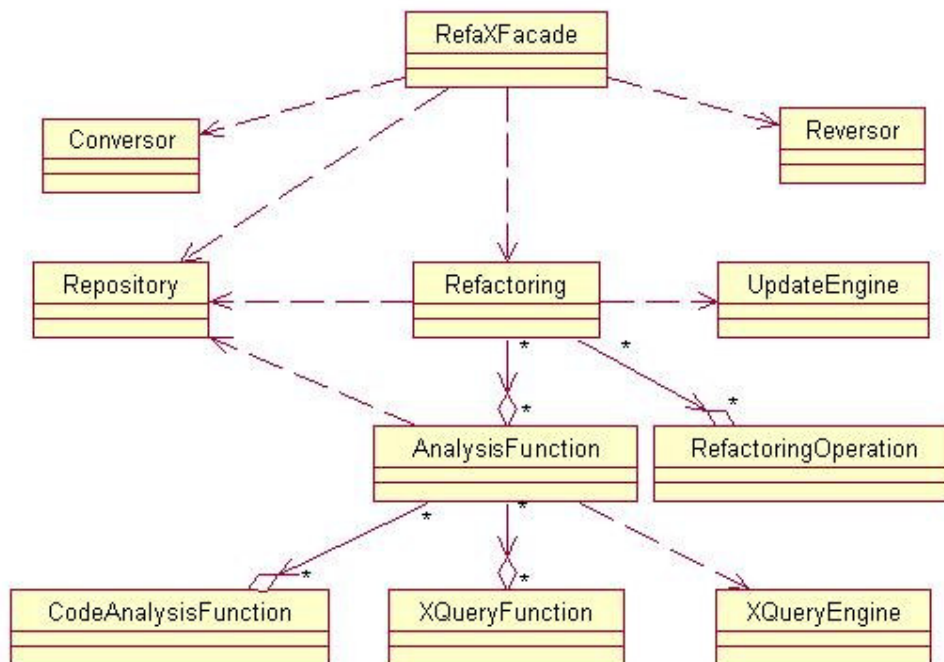 RefaXFacade
Conversor
Reversor
Repository
Refactoring
UpdateEngine
*
*
*
*
AnalysisFunction
RefactoringOperation
*
*
*
*
CodeAnalysisFunction
XQueryFunction
XQueryEngine